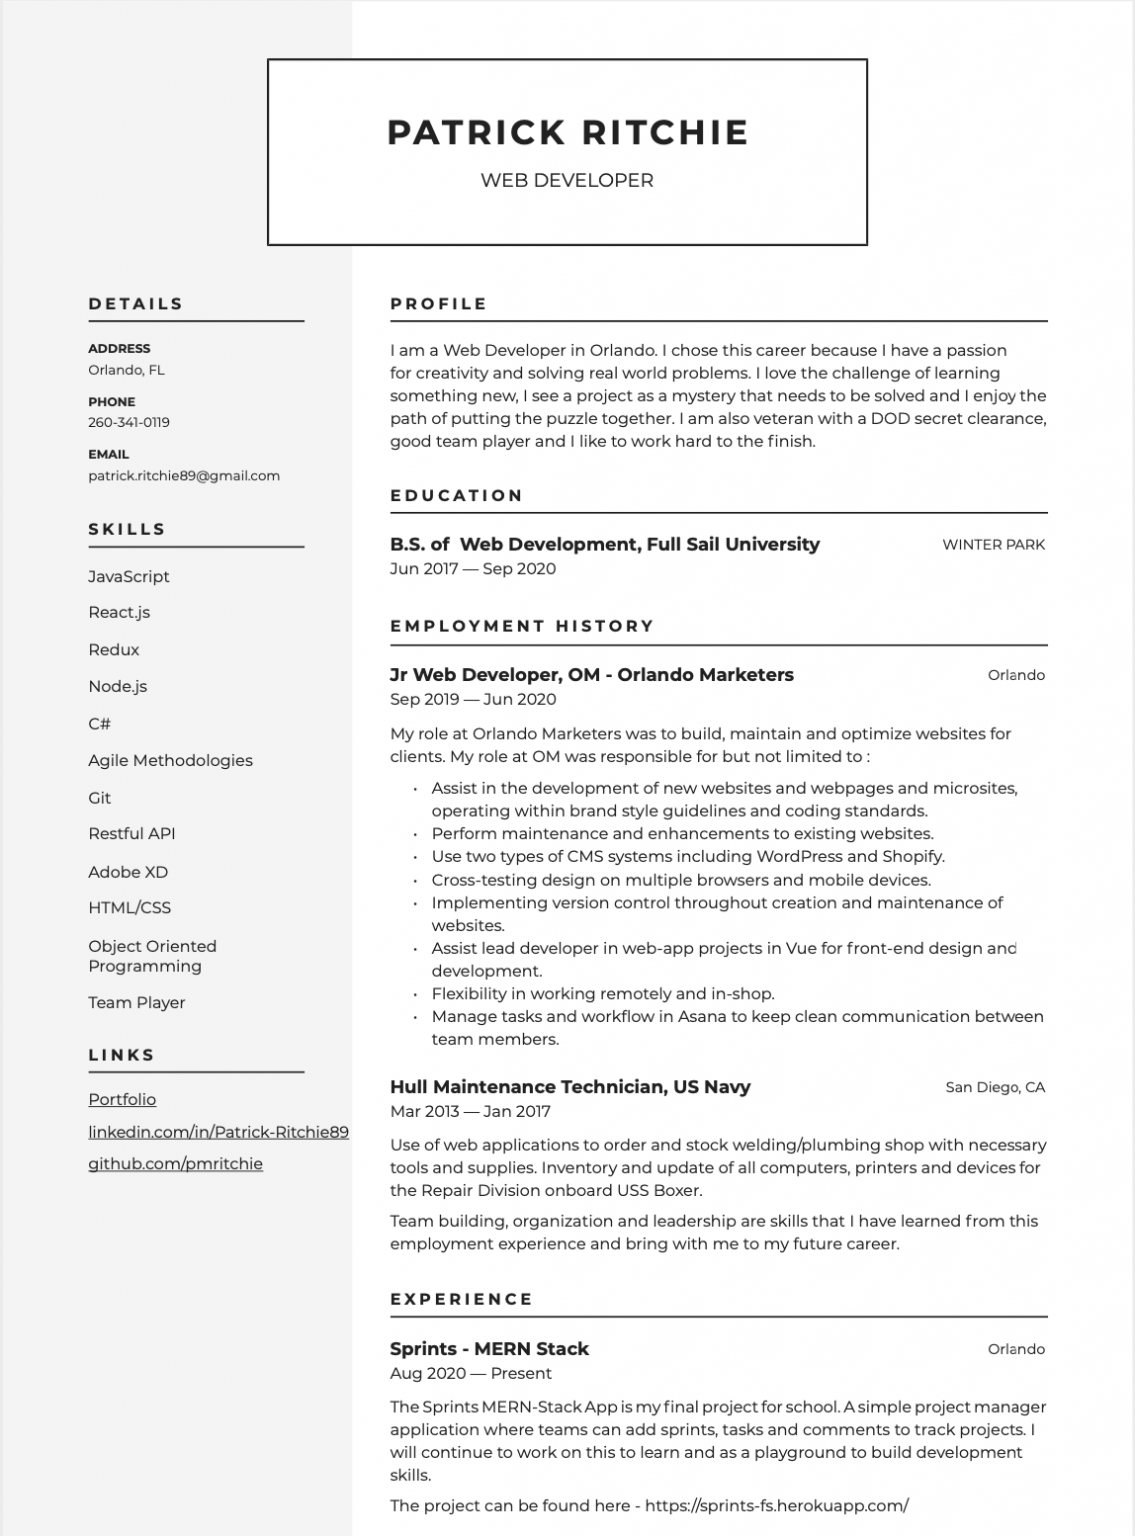 PATRICK RITCHIE
WEB DEVELOPER
DETAILS
ADDRESS
Orlando, FL
PHONE
260-341-0119
EMAIL
patrick.ritchie89@gmail.com
SKILLS
JavaScript
React.js
Redux
Node.js
C#
Agile Methodologies
Git
Restful API
Adobe XD
HTML/CSS
Object Oriented
Programming
Team Player
LINKS
Portfolio
linkedin.com/in/Patrick-Ritchie89
github.com/pmritchie
PROFILE
I am a Web Developer in Orlando. I chose this career because I have a passion
for creativity and solving real world problems. I love the challenge of learning
something new, I see a project as a mystery that needs to be solved and I enjoy the
path of putting the puzzle together. I am also veteran with a DOD secret clearance,
good team player and I like to work hard to the finish.
EDUCATION
B.S. of  Web Development, Full Sail University WINTER PARK
Jun 2017 — Sep 2020
EMPLOYMENT HISTORY
Jr Web Developer, OM - Orlando Marketers Orlando
Sep 2019 — Jun 2020
My role at Orlando Marketers was to build, maintain and optimize websites for
clients. My role at OM was responsible for but not limited to :
• Assist in the development of new websites and webpages and microsites,
operating within brand style guidelines and coding standards.
• Perform maintenance and enhancements to existing websites.
• Use two types of CMS systems including WordPress and Shopify.
• Cross-testing design on multiple browsers and mobile devices.
• Implementing version control throughout creation and maintenance of
websites.
• Assist lead developer in web-app projects in Vue for front-end design and
development.
• Flexibility in working remotely and in-shop.
• Manage tasks and workflow in Asana to keep clean communication between
team members.
Hull Maintenance Technician, US Navy San Diego, CA
Mar 2013 — Jan 2017
Use of web applications to order and stock welding/plumbing shop with necessary
tools and supplies. Inventory and update of all computers, printers and devices for
the Repair Division onboard USS Boxer.
Team building, organization and leadership are skills that I have learned from this
employment experience and bring with me to my future career.
EXPERIENCE
Sprints - MERN Stack Orlando
Aug 2020 — Present
The Sprints MERN-Stack App is my final project for school. A simple project manager
application where teams can add sprints, tasks and comments to track projects. I
will continue to work on this to learn and as a playground to build development
skills.
The project can be found here - https://sprints-fs.herokuapp.com/